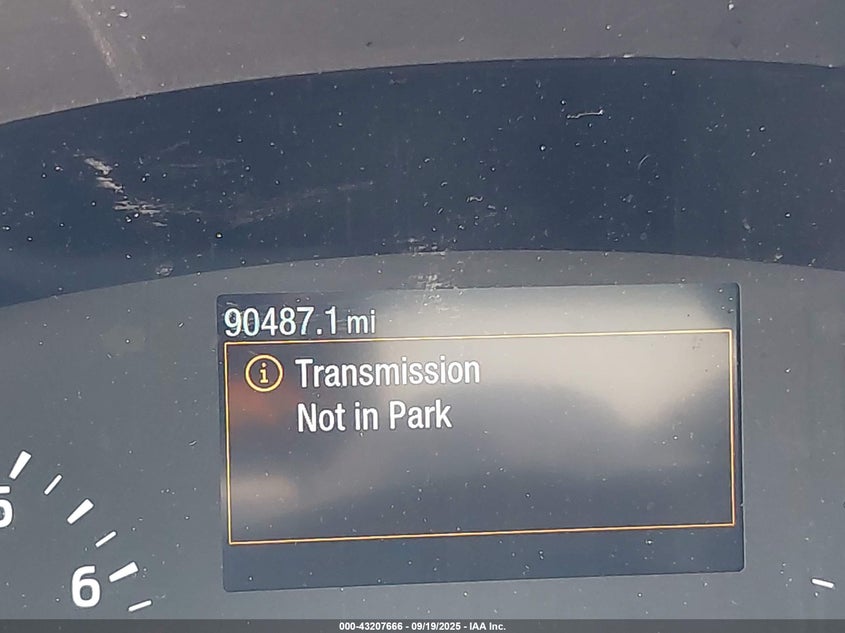 90487.1 mi
i
Transmission
Not in Park
5
6
000-43207666 - 09/19/2025 - IAA Inc.